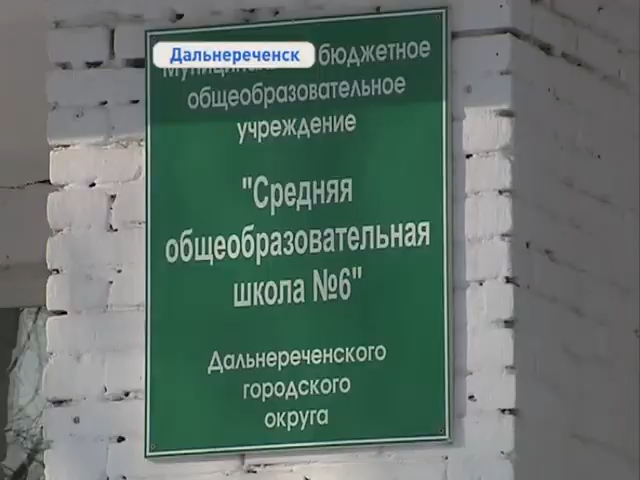 Дальнереченск
бюджетное
общеобразовательное
учреждение
"Средняя
общеобразовательная
школа №6"
Дальнереченского
городского
округа